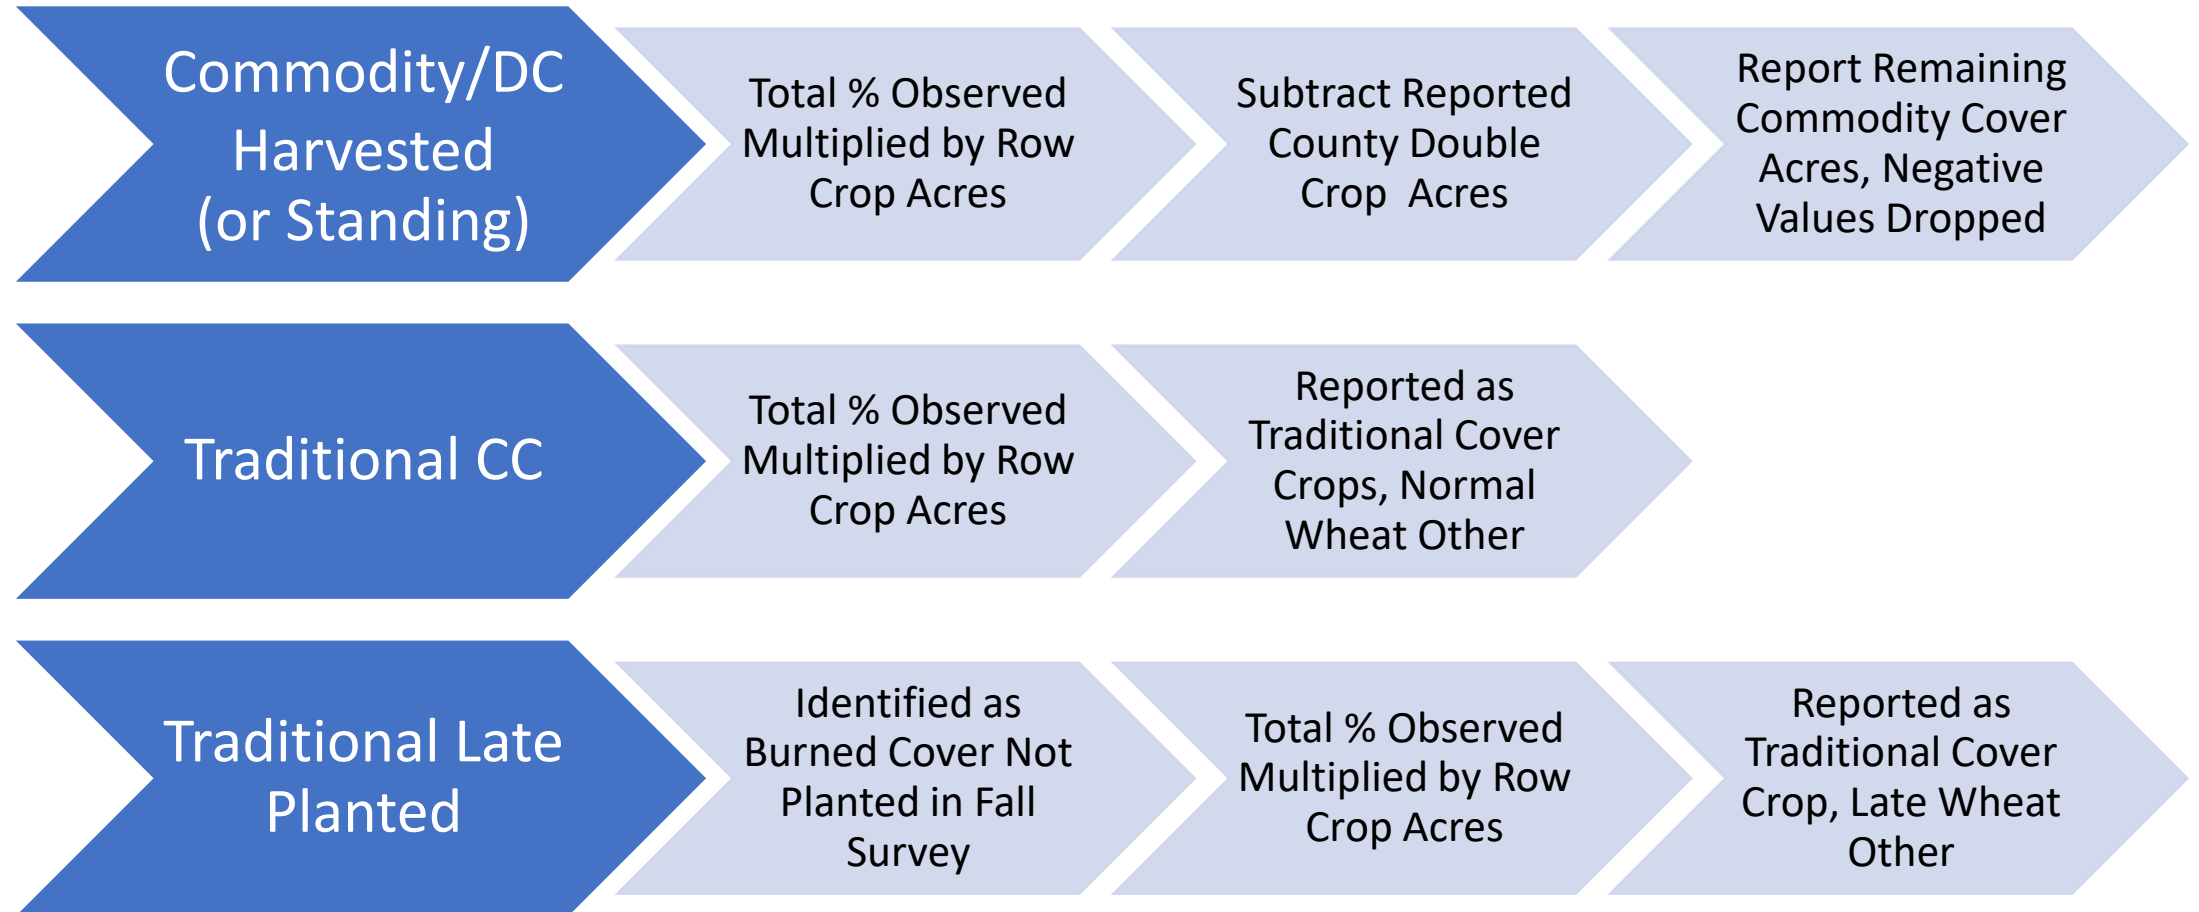 Commodity/DC
Harvested
(or Standing)
Total % Observed
Multiplied by Row
Crop Acres
Subtract Reported
County Double
Crop Acres
Report Remaining
Commodity Cover
Acres, Negative
Values Dropped
Traditional CC
Total % Observed
Multiplied by Row
Crop Acres
Reported as
Traditional Cover
Crops, Normal
Wheat Other
Traditional Late
Planted
Identified as
Burned Cover Not
Planted in Fall
Survey
Total % Observed
Multiplied by Row
Crop Acres
Reported as
Traditional Cover
Crop, Late Wheat
Other